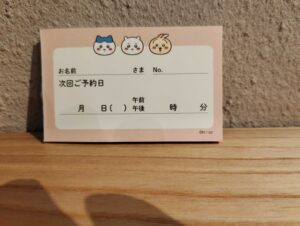 お名前 さま No.
次回ご予約日
月 日( ) 午前 午後 時 分